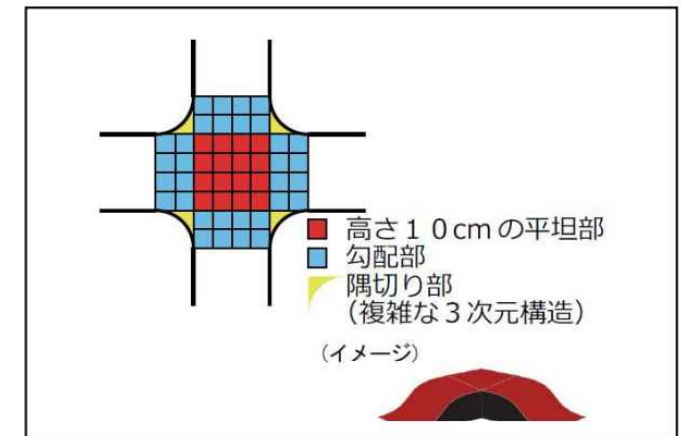 高さ１０cmの平坦部
勾配部
隅切り部
（複雑な３次元構造）
（イメージ）